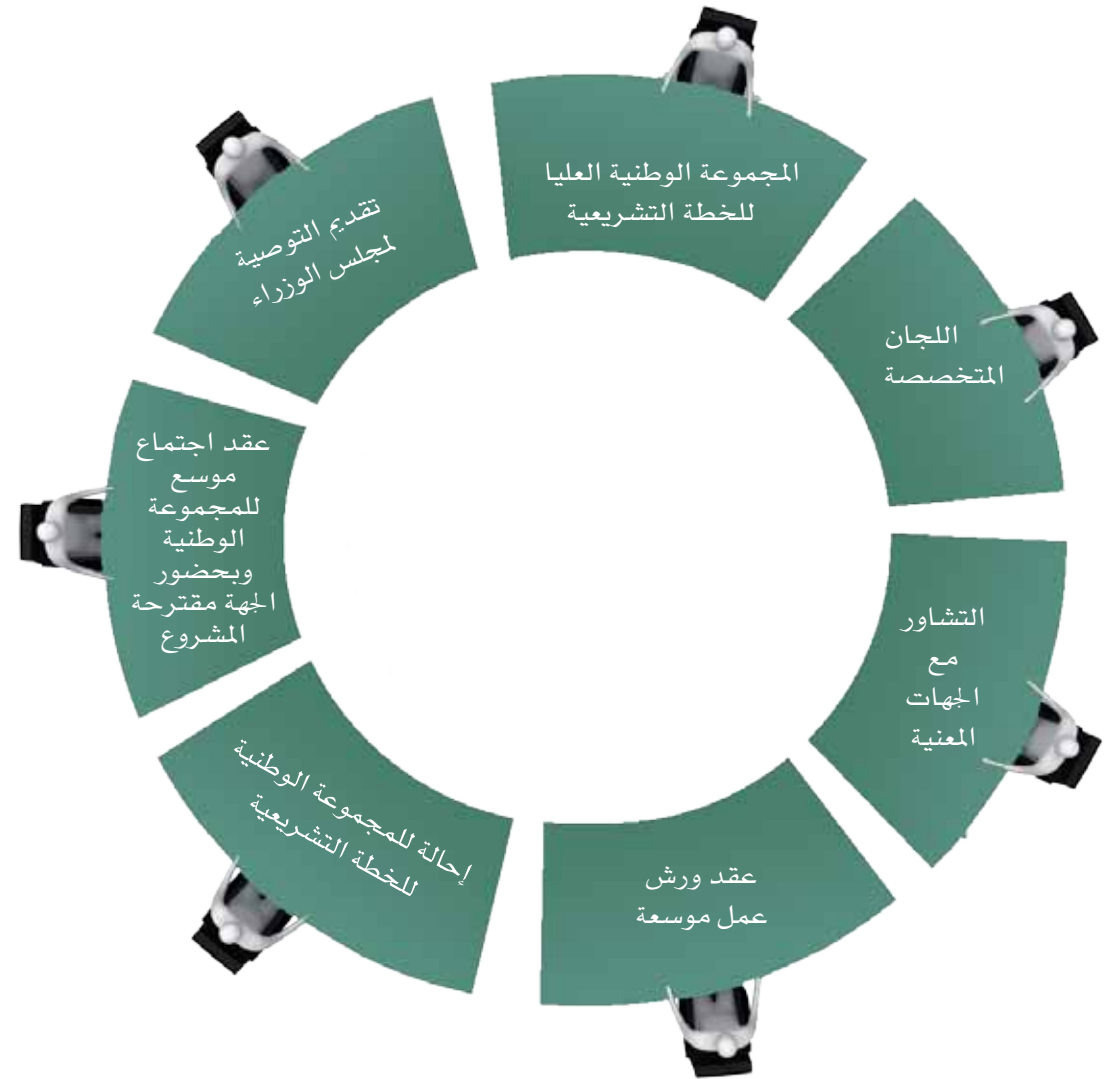 المجموعة الوطنية العليا
للخطة التشريعية
اللجان
المتخصصة
التشاور
مع
الجهات
المعنية
عقد ورش
عمل موسعة
إحالة للمجموعة الوطنية
للخطة التشريعية
عقد اجتماع
موسع
للمجموعة
الوطنية
وبحضور
الجهة مقترحة
المشروع
تقديم التوصية
لمجلس الوزراء